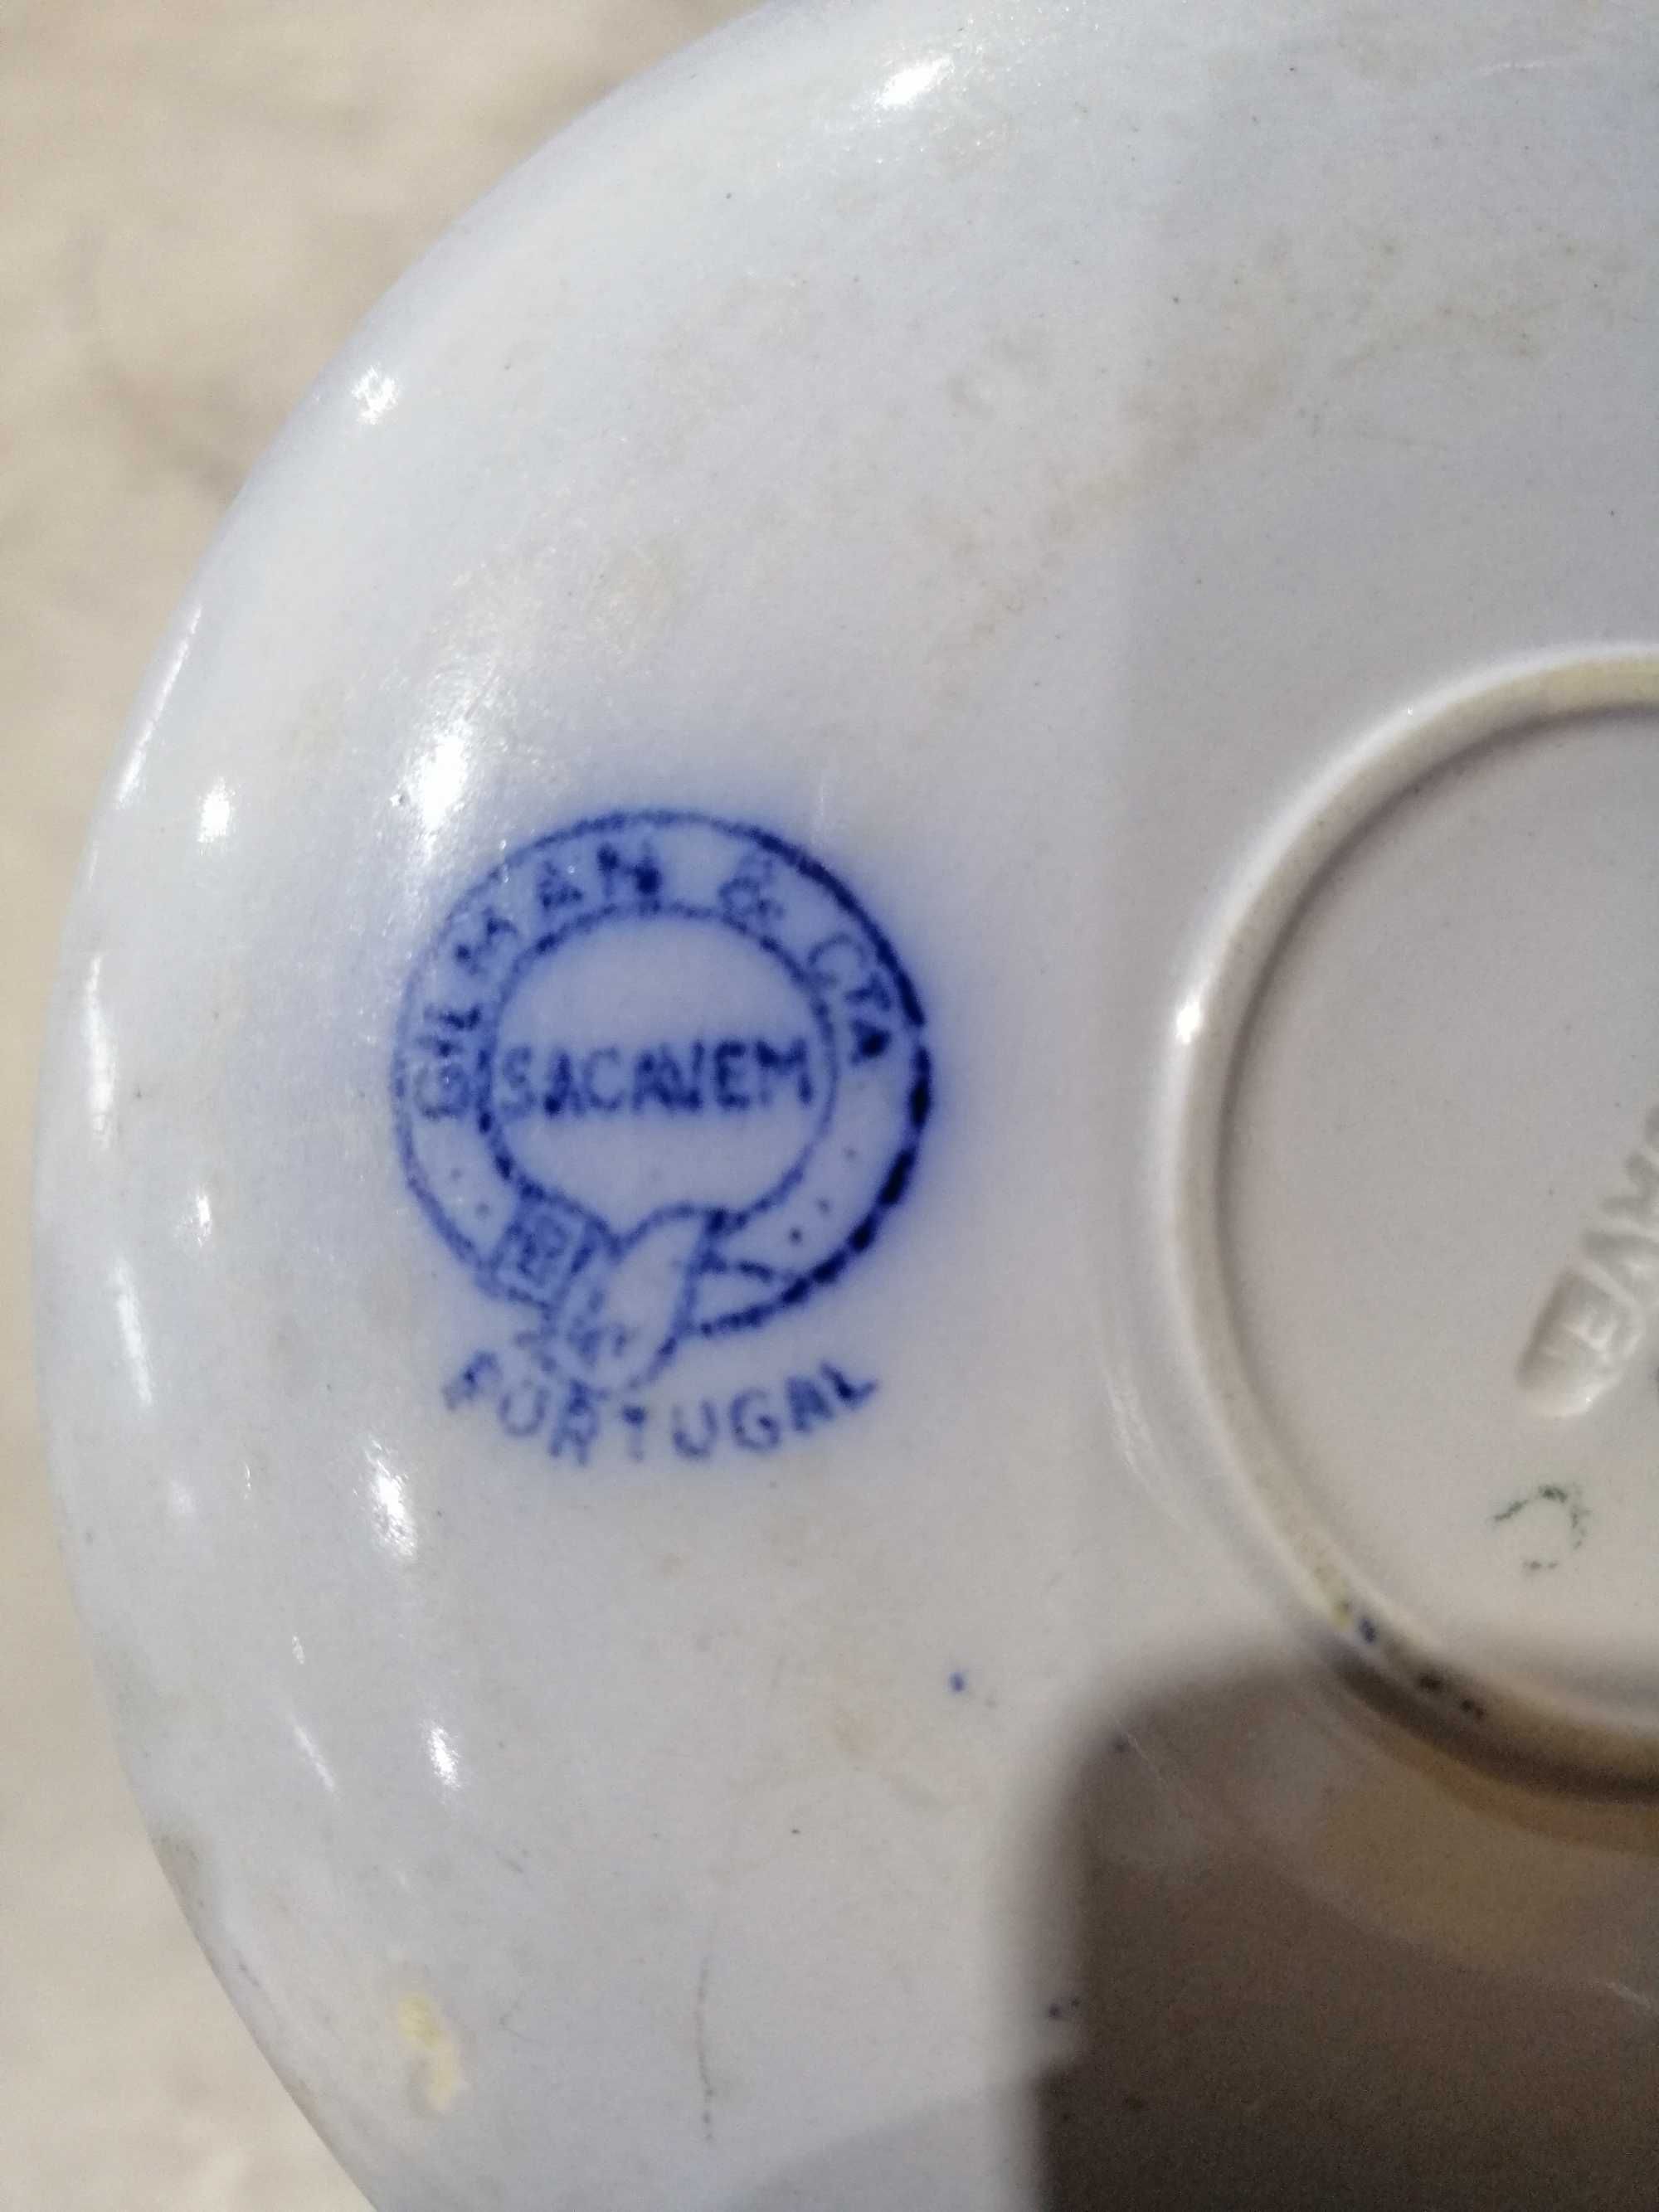 GILMAN & CTA
SACAVEM
PORTUGAL